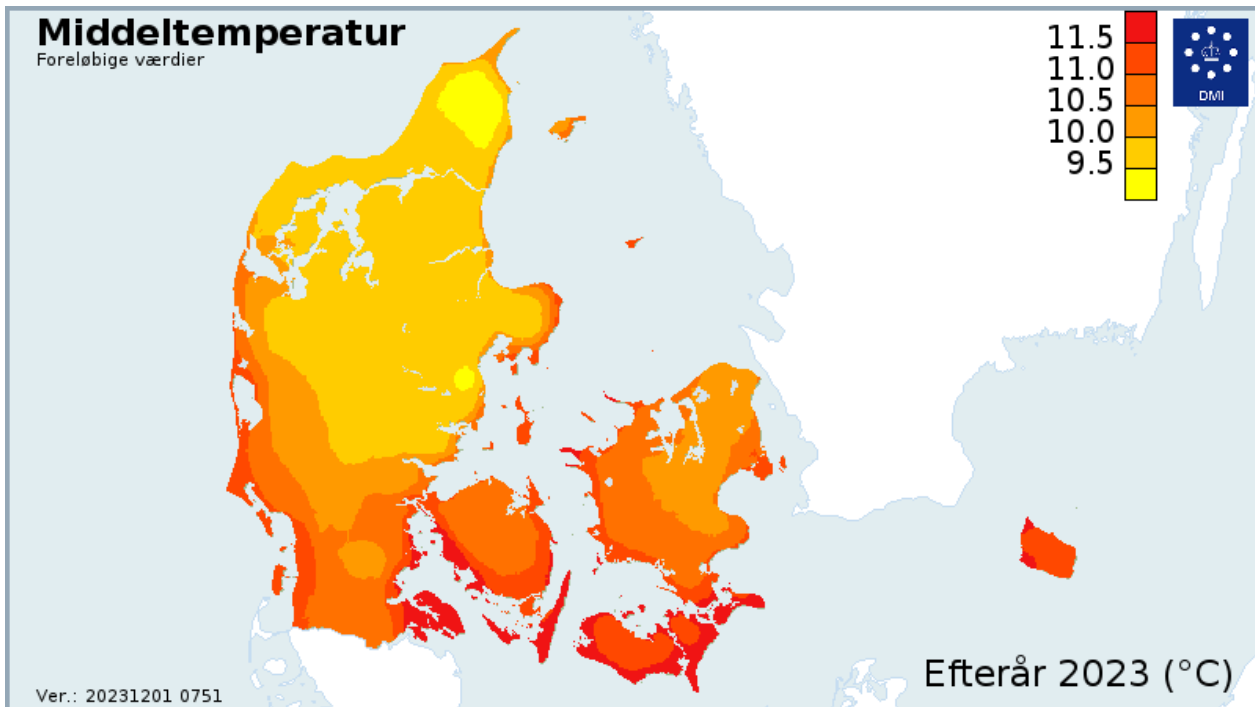 Middeltemperatur
Foreløbige værdier
11.5
11.0
10.5
10.0
9.5
DMI
Efterår 2023 (°C)
Ver.: 20231201 0751